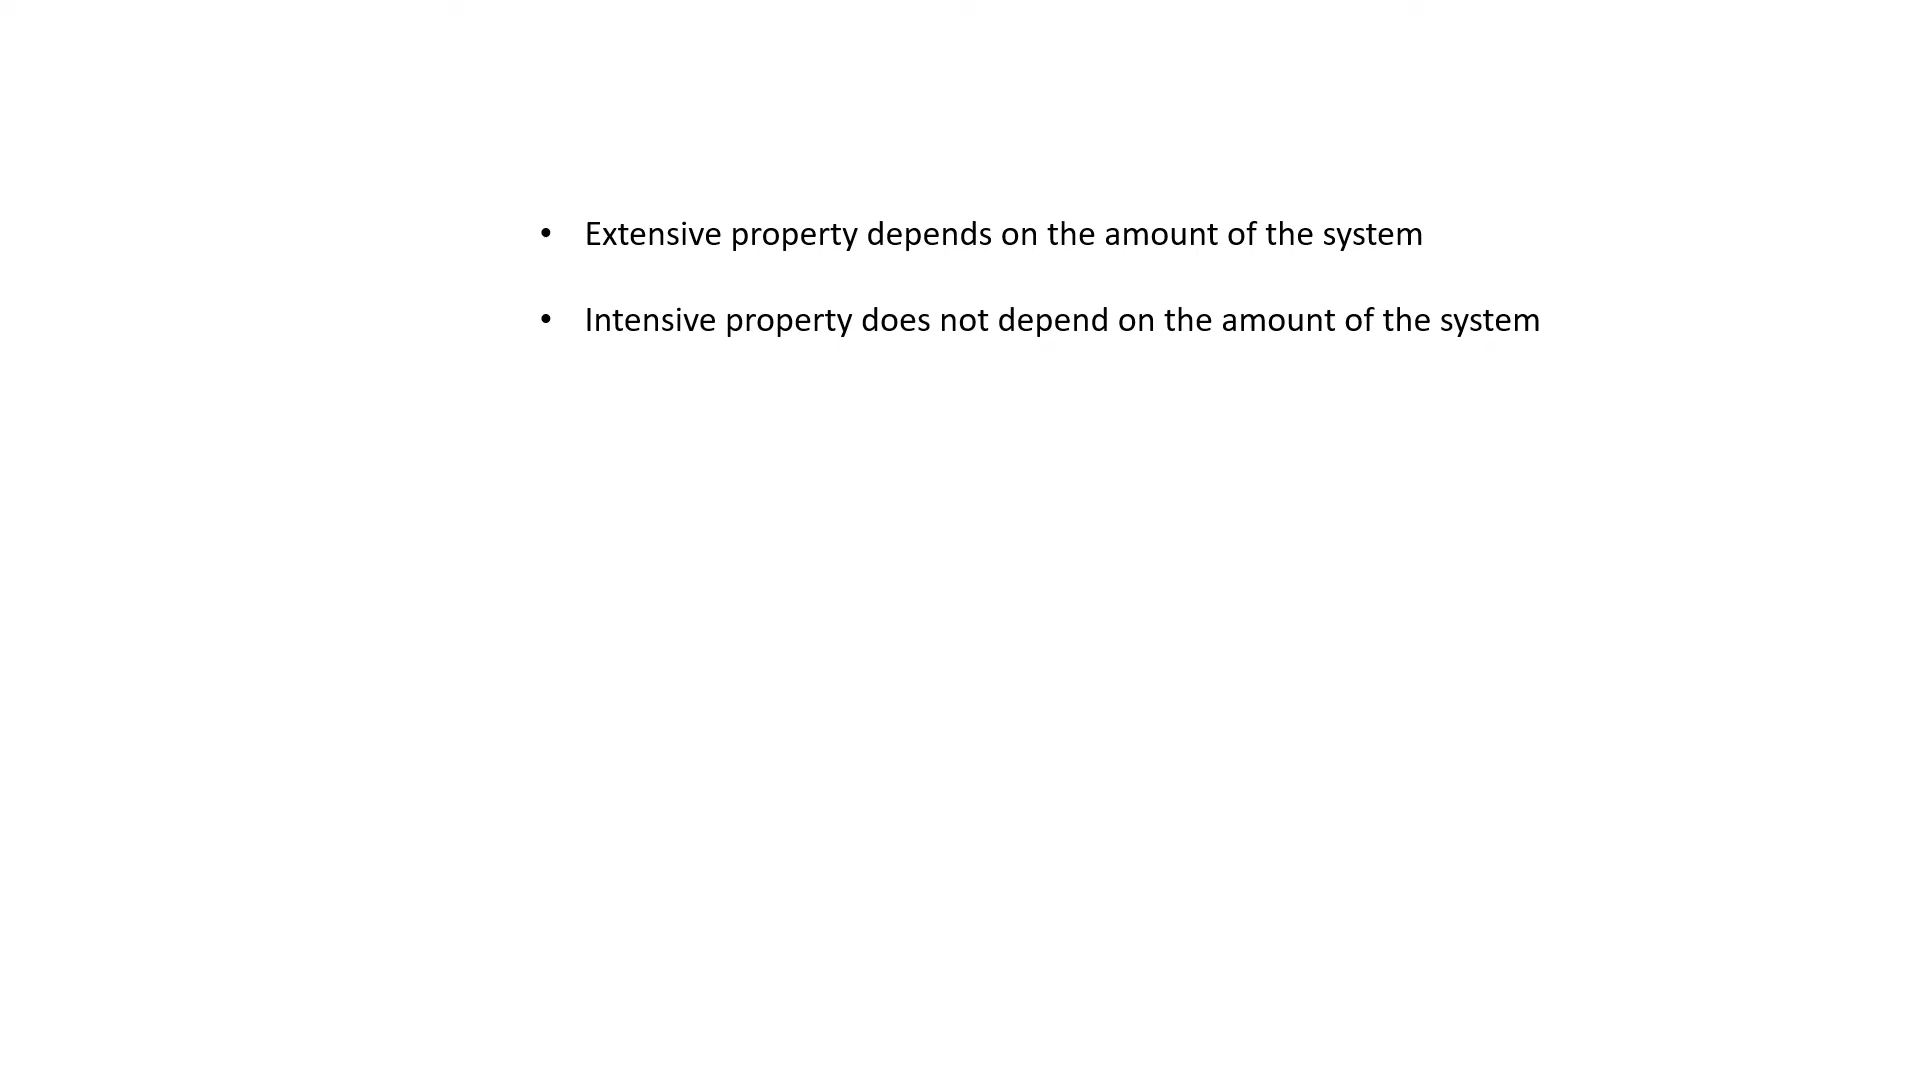 • Extensive property depends on the amount of the system
• Intensive property does not depend on the amount of the system